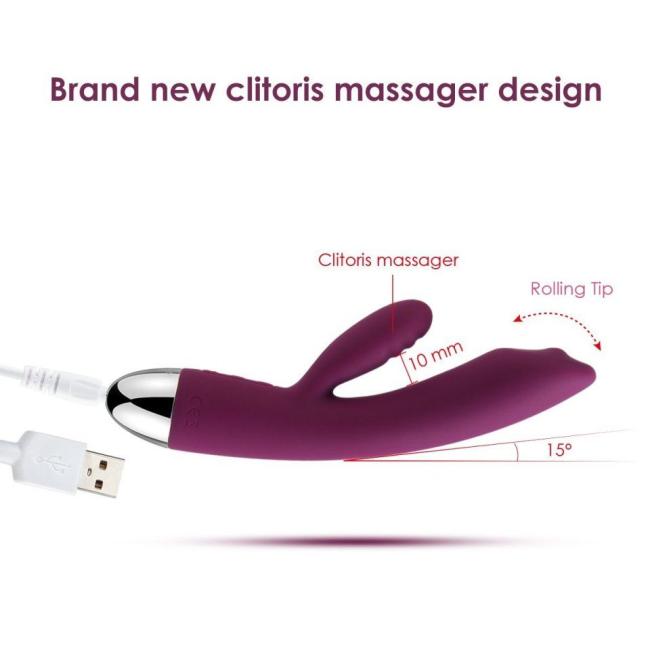 Brand new clitoris massager design
Clitoris massager
Rolling Tip
10 mm
15°